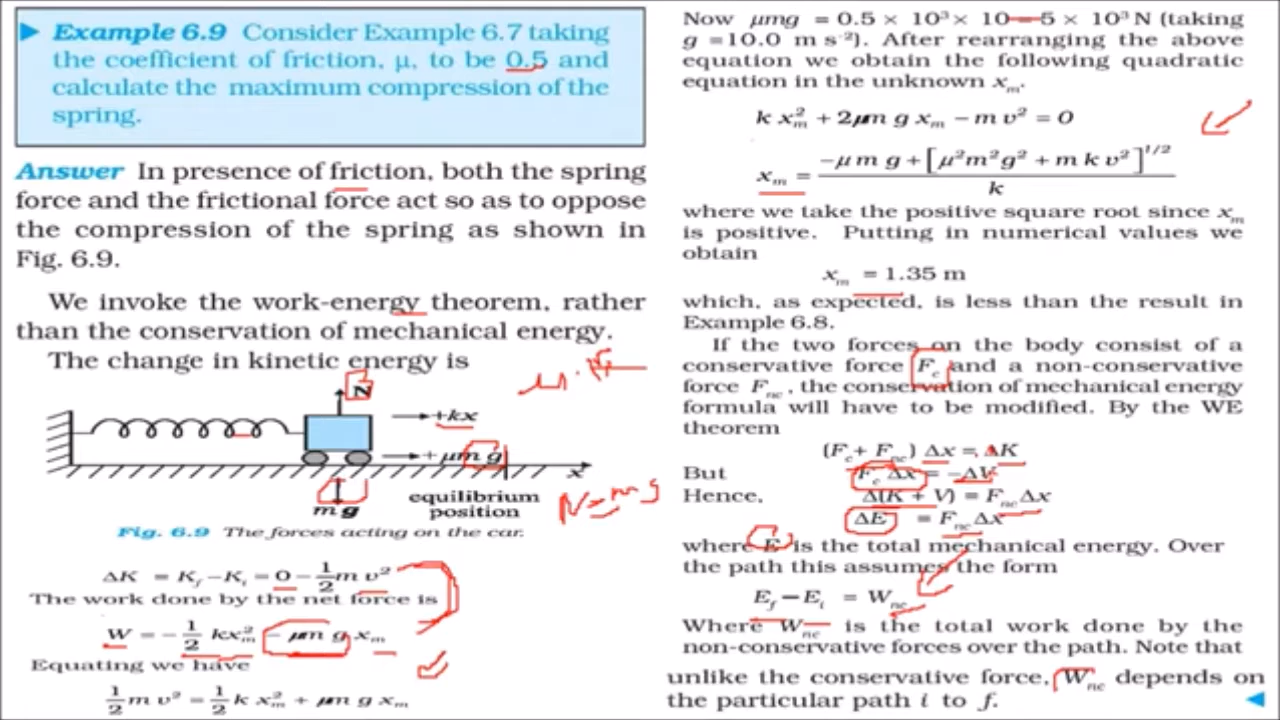 Example 6.9 Consider Example 6.7 taking
the coefficient of friction, μ, to be 0.5 and
calculate the maximum compression of the
spring.
Answer In presence of friction, both the spring
force and the frictional force act so as to oppose
the compression of the spring as shown in
Fig. 6.9.
We invoke the work-energy theorem, rather
than the conservation of mechanical energy.
The change in kinetic energy is
μ.
N
+kx
+ μm g
x
m g
equilibrium
position
N = mg
Fig. 6.9 The forces acting on the car.
ΔK = K_f − K_i = 0 − 1/2 m v²
The work done by the net force is
W = − 1/2 kx_m² − μm g x_m
Equating we have
1/2 m v² = 1/2 k x_m² + μm g x_m
Now μmg = 0.5 × 10³ × 10 = 5 × 10³ N (taking
g =10.0 m s⁻²). After rearranging the above
equation we obtain the following quadratic
equation in the unknown x_m.
k x_m² + 2μm g x_m − m v² = 0
x_m = −μ m g + [μ²m²g² + m k v²]^1/2 / k
where we take the positive square root since x_m
is positive. Putting in numerical values we
obtain
x_m = 1.35 m
which, as expected, is less than the result in
Example 6.8.
If the two forces on the body consist of a
conservative force F_c and a non-conservative
force F_nc, the conservation of mechanical energy
formula will have to be modified. By the WE
theorem
(F_c + F_nc) Δx = ΔK
But F_c Δx = −ΔV
Hence, Δ(K + V) = F_nc Δx
ΔE = F_nc Δx
where E is the total mechanical energy. Over
the path this assumes the form
E_f − E_i = W_nc
Where W_nc is the total work done by the
non-conservative forces over the path. Note that
unlike the conservative force, W_nc depends on
the particular path i to f.